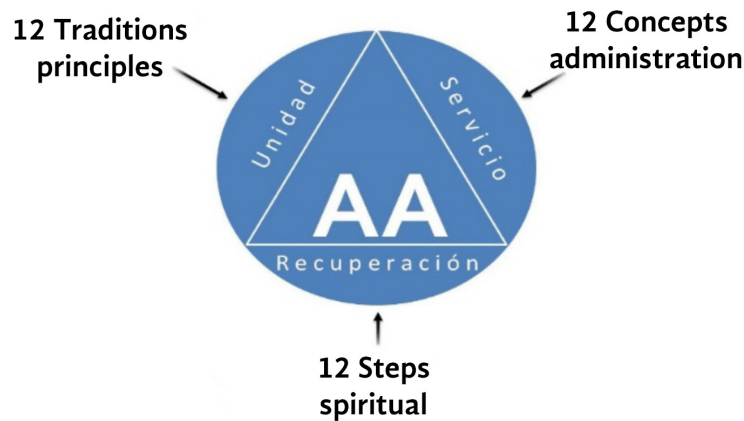 12 Traditions
principles
12 Concepts
administration
Unidad
Servicio
AA
Recuperación
12 Steps
spiritual